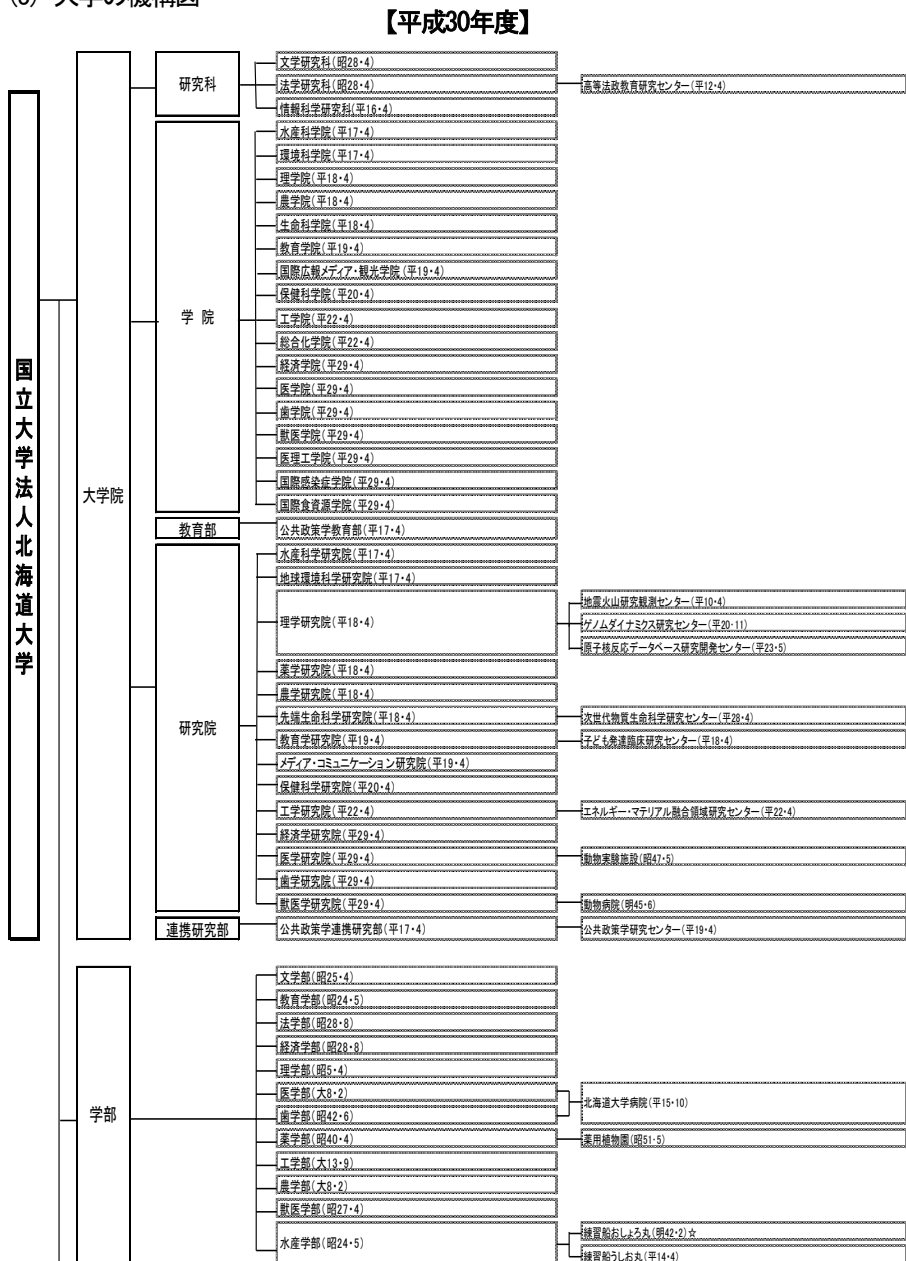 (3) 大学の機構図
【平成30年度】
国立大学法人北海道大学
大学院
研究科
文学研究科(昭28・4)
法学研究科(昭28・4)
高等法政教育研究センター(平12・4)
情報科学研究科(平16・4)
学 院
水産科学院(平17・4)
環境科学院(平17・4)
理学院(平18・4)
農学院(平18・4)
生命科学院(平18・4)
教育学院(平19・4)
国際広報メディア・観光学院(平19・4)
保健科学院(平20・4)
工学院(平22・4)
総合化学院(平22・4)
経済学院(平29・4)
医学院(平29・4)
歯学院(平29・4)
獣医学院(平29・4)
医理工学院(平29・4)
国際感染症学院(平29・4)
国際食資源学院(平29・4)
教育部
公共政策学教育部(平17・4)
研究院
水産科学研究院(平17・4)
地球環境科学研究院(平17・4)
理学研究院(平18・4)
地震火山研究観測センター(平10・4)
ゲノムダイナミクス研究センター(平20・11)
原子核反応データベース研究開発センター(平23・5)
薬学研究院(平18・4)
農学研究院(平18・4)
先端生命科学研究院(平18・4)
次世代物質生命科学研究センター(平28・4)
教育学研究院(平19・4)
子ども発達臨床研究センター(平18・4)
メディア・コミュニケーション研究院(平19・4)
保健科学研究院(平20・4)
工学研究院(平22・4)
エネルギー・マテリアル融合領域研究センター(平22・4)
経済学研究院(平29・4)
医学研究院(平29・4)
動物実験施設(昭47・5)
歯学研究院(平29・4)
獣医学研究院(平29・4)
動物病院(明45・6)
連携研究部
公共政策学連携研究部(平17・4)
公共政策学研究センター(平19・4)
学部
文学部(昭25・4)
教育学部(昭24・5)
法学部(昭28・8)
経済学部(昭28・8)
理学部(昭5・4)
医学部(大8・2)
北海道大学病院(平15・10)
歯学部(昭42・6)
薬学部(昭40・4)
薬用植物園(昭51・5)
工学部(大13・9)
農学部(大8・2)
獣医学部(昭27・4)
水産学部(昭24・5)
練習船おしょろ丸(明42・2)☆
練習船うしお丸(平14・4)